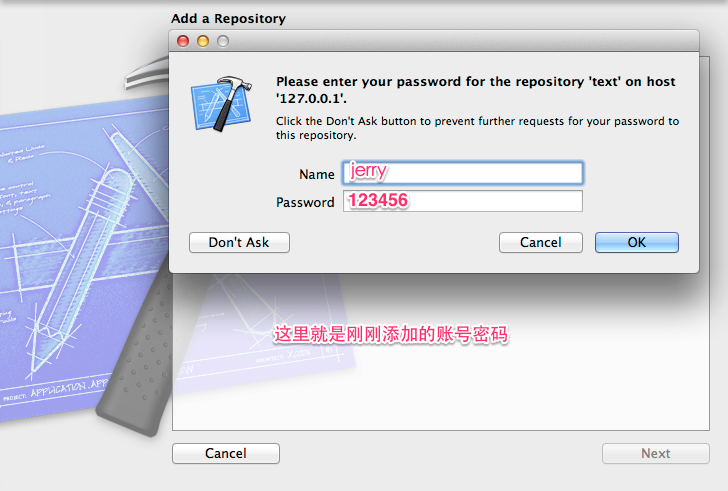 Add a Repository
Please enter your password for the repository 'text' on host
'127.0.0.1'.
Click the Don't Ask button to prevent further requests for your password to
this repository.
Name jerry
Password 123456
Don't Ask Cancel OK
这里就是刚刚添加的账号密码
PROJECT: APPLICATION.APP
XCODE
Cancel Next